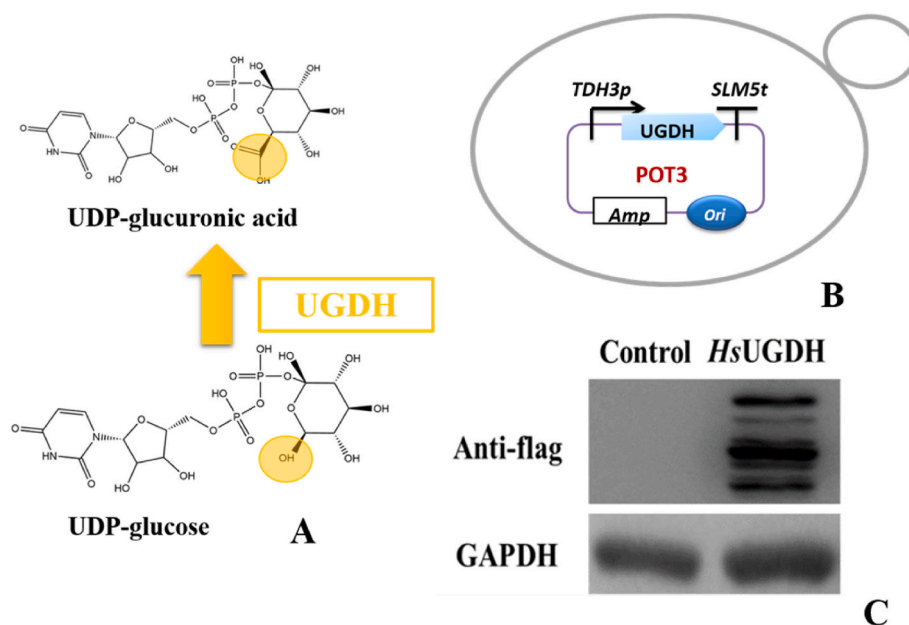 UDP-glucuronic acid
UGDH
UDP-glucose
A
TDH3p
SLM5t
UGDH
POT3
Amp
Ori
B
Control HsUGDH
Anti-flag
GAPDH
C